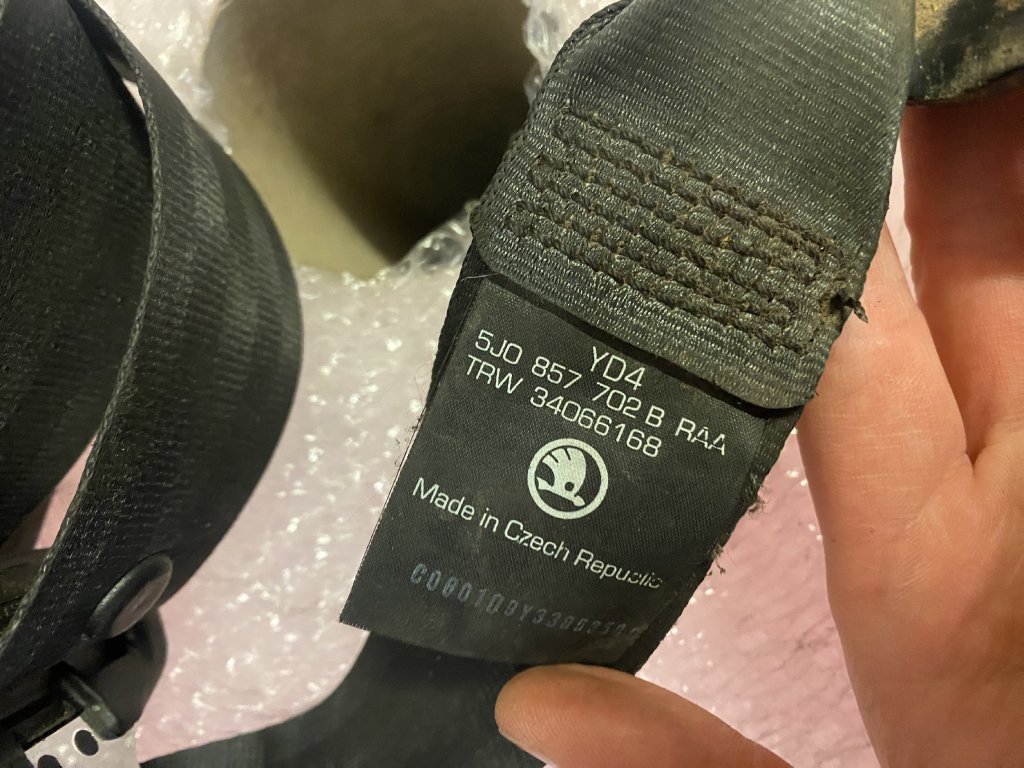 YD4
5J0 857 702 B RAA
TRW 34066168
Made in Czech Republic